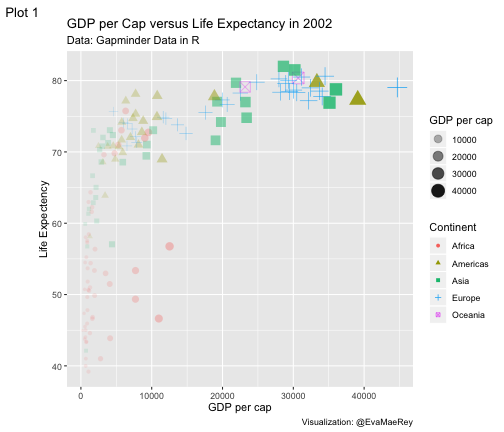 Plot 1
GDP per Cap versus Life Expectancy in 2002
Data: Gapminder Data in R
80
70
60
50
40
Life Expectency
0
10000
20000
30000
40000
GDP per cap
GDP per cap
10000
20000
30000
40000
Continent
Africa
Americas
Asia
Europe
Oceania
Visualization: @EvaMaeRey